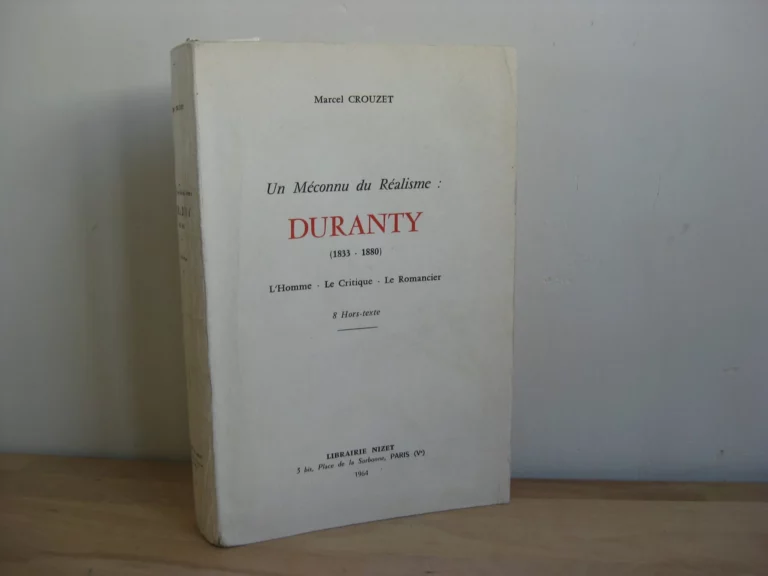 Marcel CROUZET
Un Méconnu du Réalisme :
DURANTY
(1833 - 1880)
L'Homme - Le Critique - Le Romancier
8 Hors-texte
LIBRAIRIE NIZET
3 bis, Place de la Sorbonne, PARIS (Vᵉ)
1964